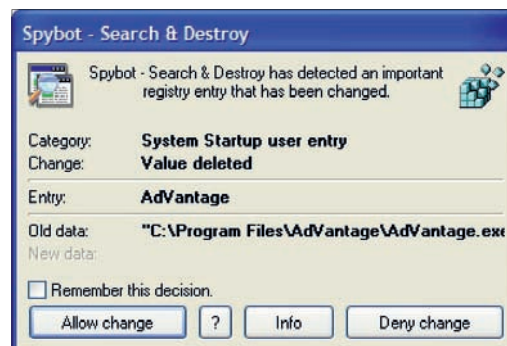 Spybot - Search & Destroy
Spybot - Search & Destroy has detected an important
registry entry that has been changed.
Category: System Startup user entry
Change: Value deleted
Entry: AdVantage
Old data: "C:\Program Files\AdVantage\AdVantage.exe
New data:
Remember this decision.
Allow change ? Info Deny change